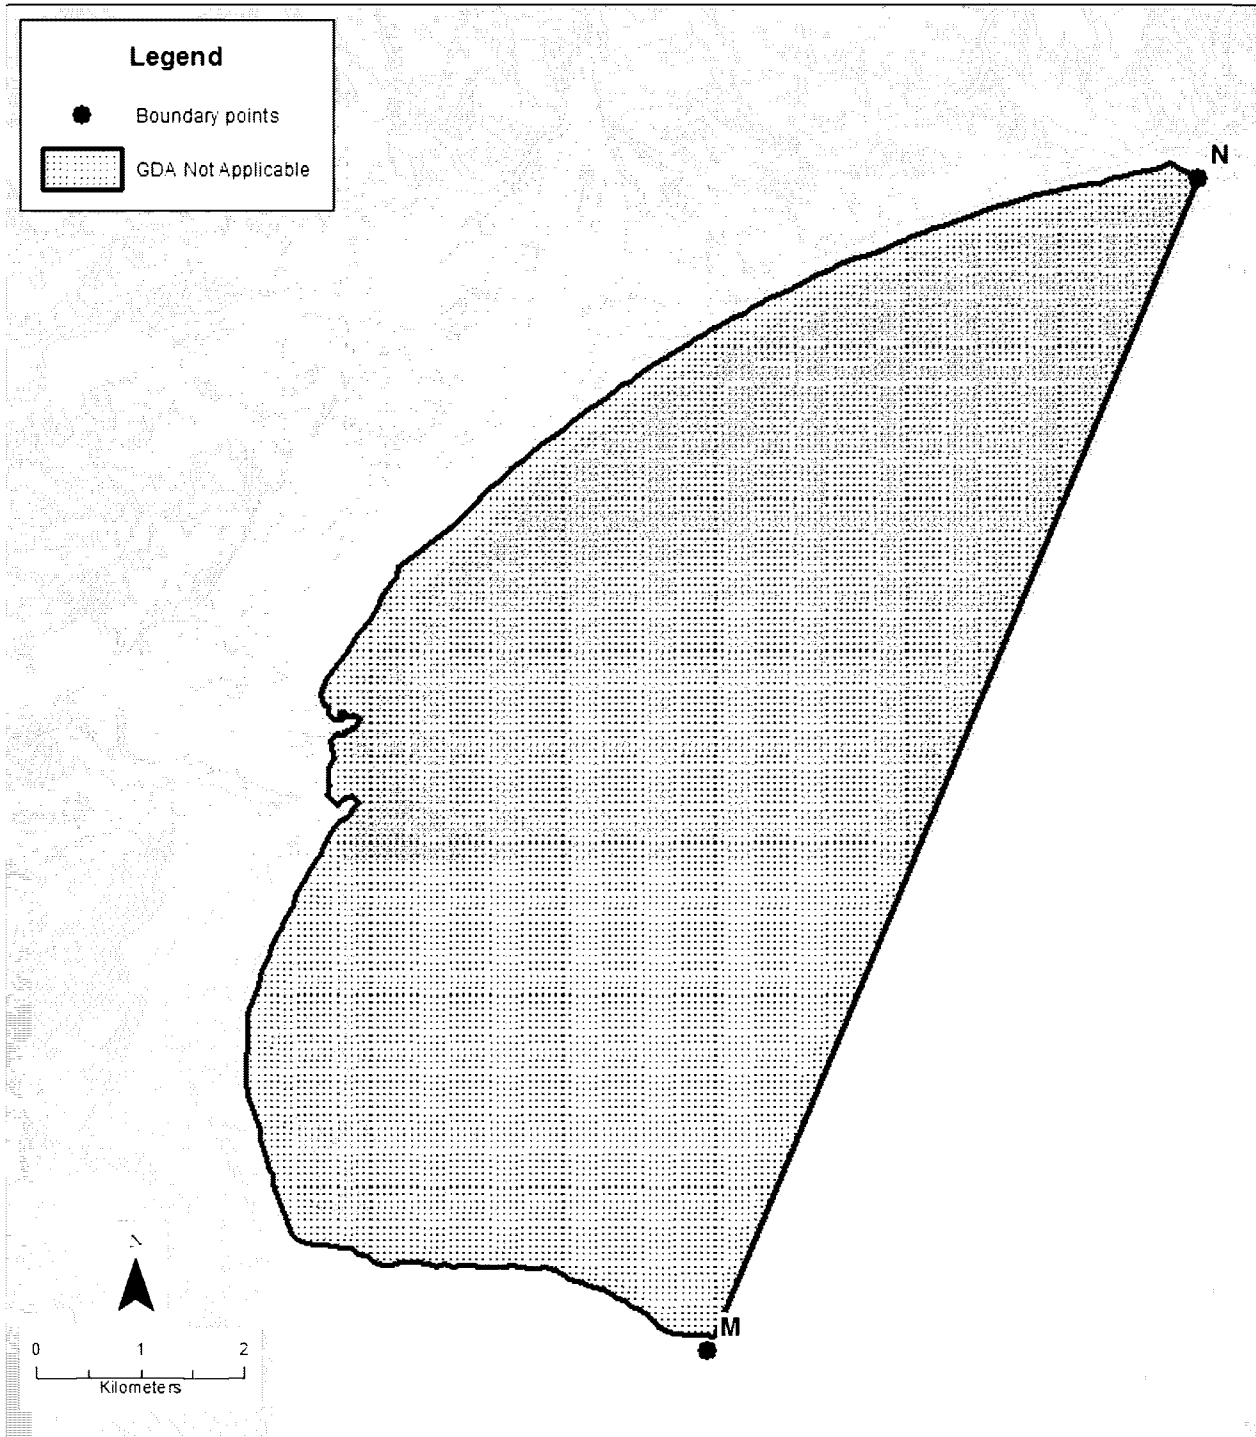 Legend
Boundary points
GDA Not Applicable
N
M
0 1 2
Kilometers